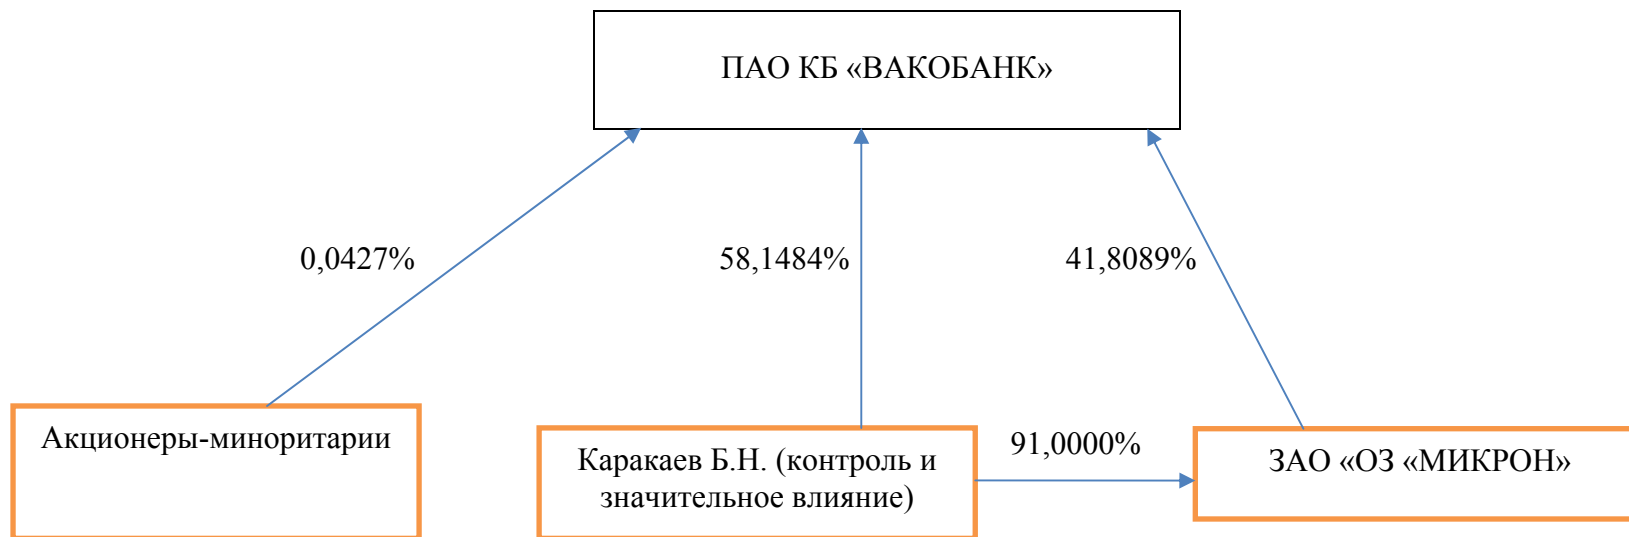 ПАО КБ «ВАКОБАНК»
0,0427%
58,1484%
41,8089%
Акционеры-миноритарии
Каракаев Б.Н. (контроль и
значительное влияние)
91,0000%
ЗАО «ОЗ «МИКРОН»